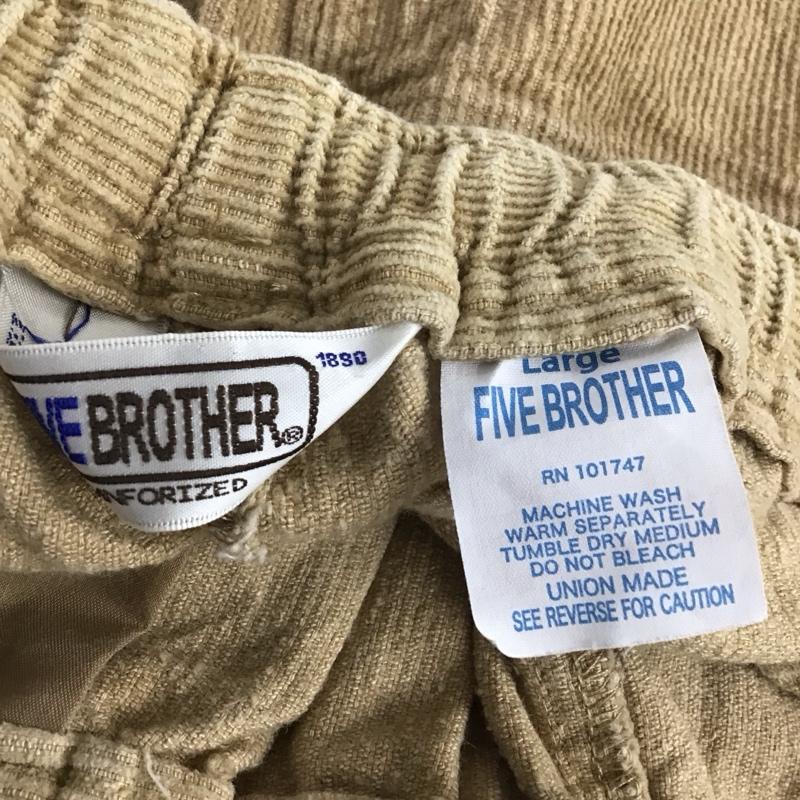 1890
BROTHER®
Large
FIVE BROTHER
RN 101747
MACHINE WASH
WARM SEPARATELY
TUMBLE DRY MEDIUM
DO NOT BLEACH
UNION MADE
SEE REVERSE FOR CAUTION